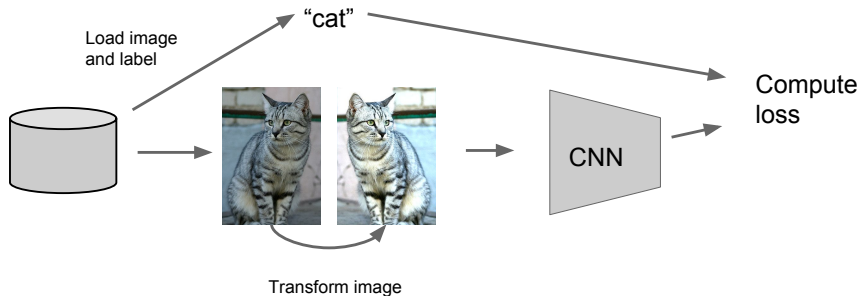 Load image
and label
“cat”
Compute
loss
CNN
Transform image